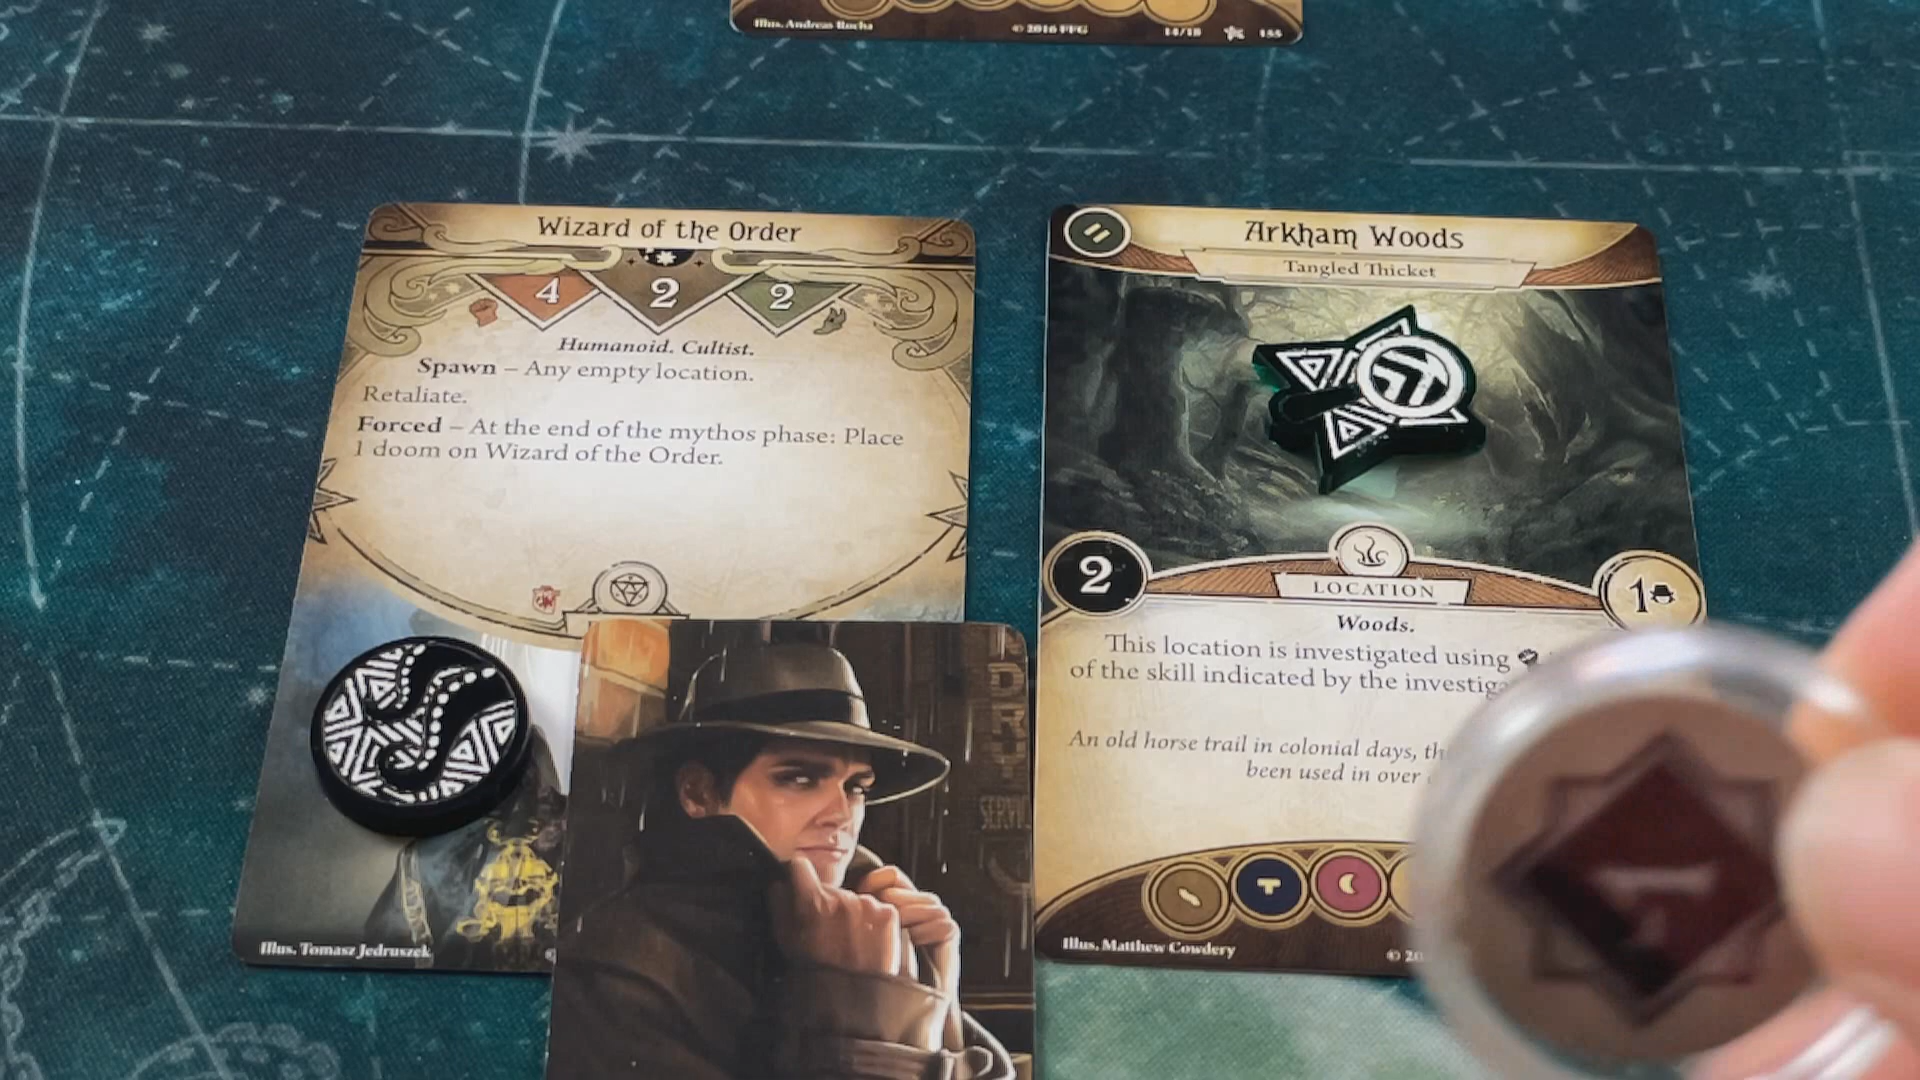 Illus. Andreas Rocha
© 2016 FFG
14/18
155
Wizard of the Order
4
2
2
Humanoid. Cultist.
Spawn – Any empty location.
Retaliate.
Forced – At the end of the mythos phase: Place
1 doom on Wizard of the Order.
Illus. Tomasz Jedruszek
©
Arkham Woods
Tangled Thicket
2
LOCATION
1
Woods.
This location is investigated using
of the skill indicated by the
An old horse trail in colonial days,
been used in over
Illus. Matthew Cowdery
© 20